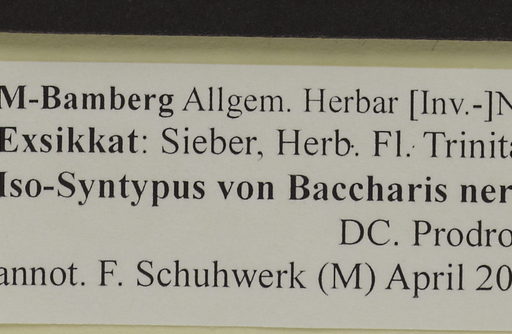 M-Bamberg Allgem. Herbar [Inv.-]N
Exsikkat: Sieber, Herb. Fl. Trinita
Iso-Syntypus von Baccharis ner
DC. Prodro
annot. F. Schuhwerk (M) April 20